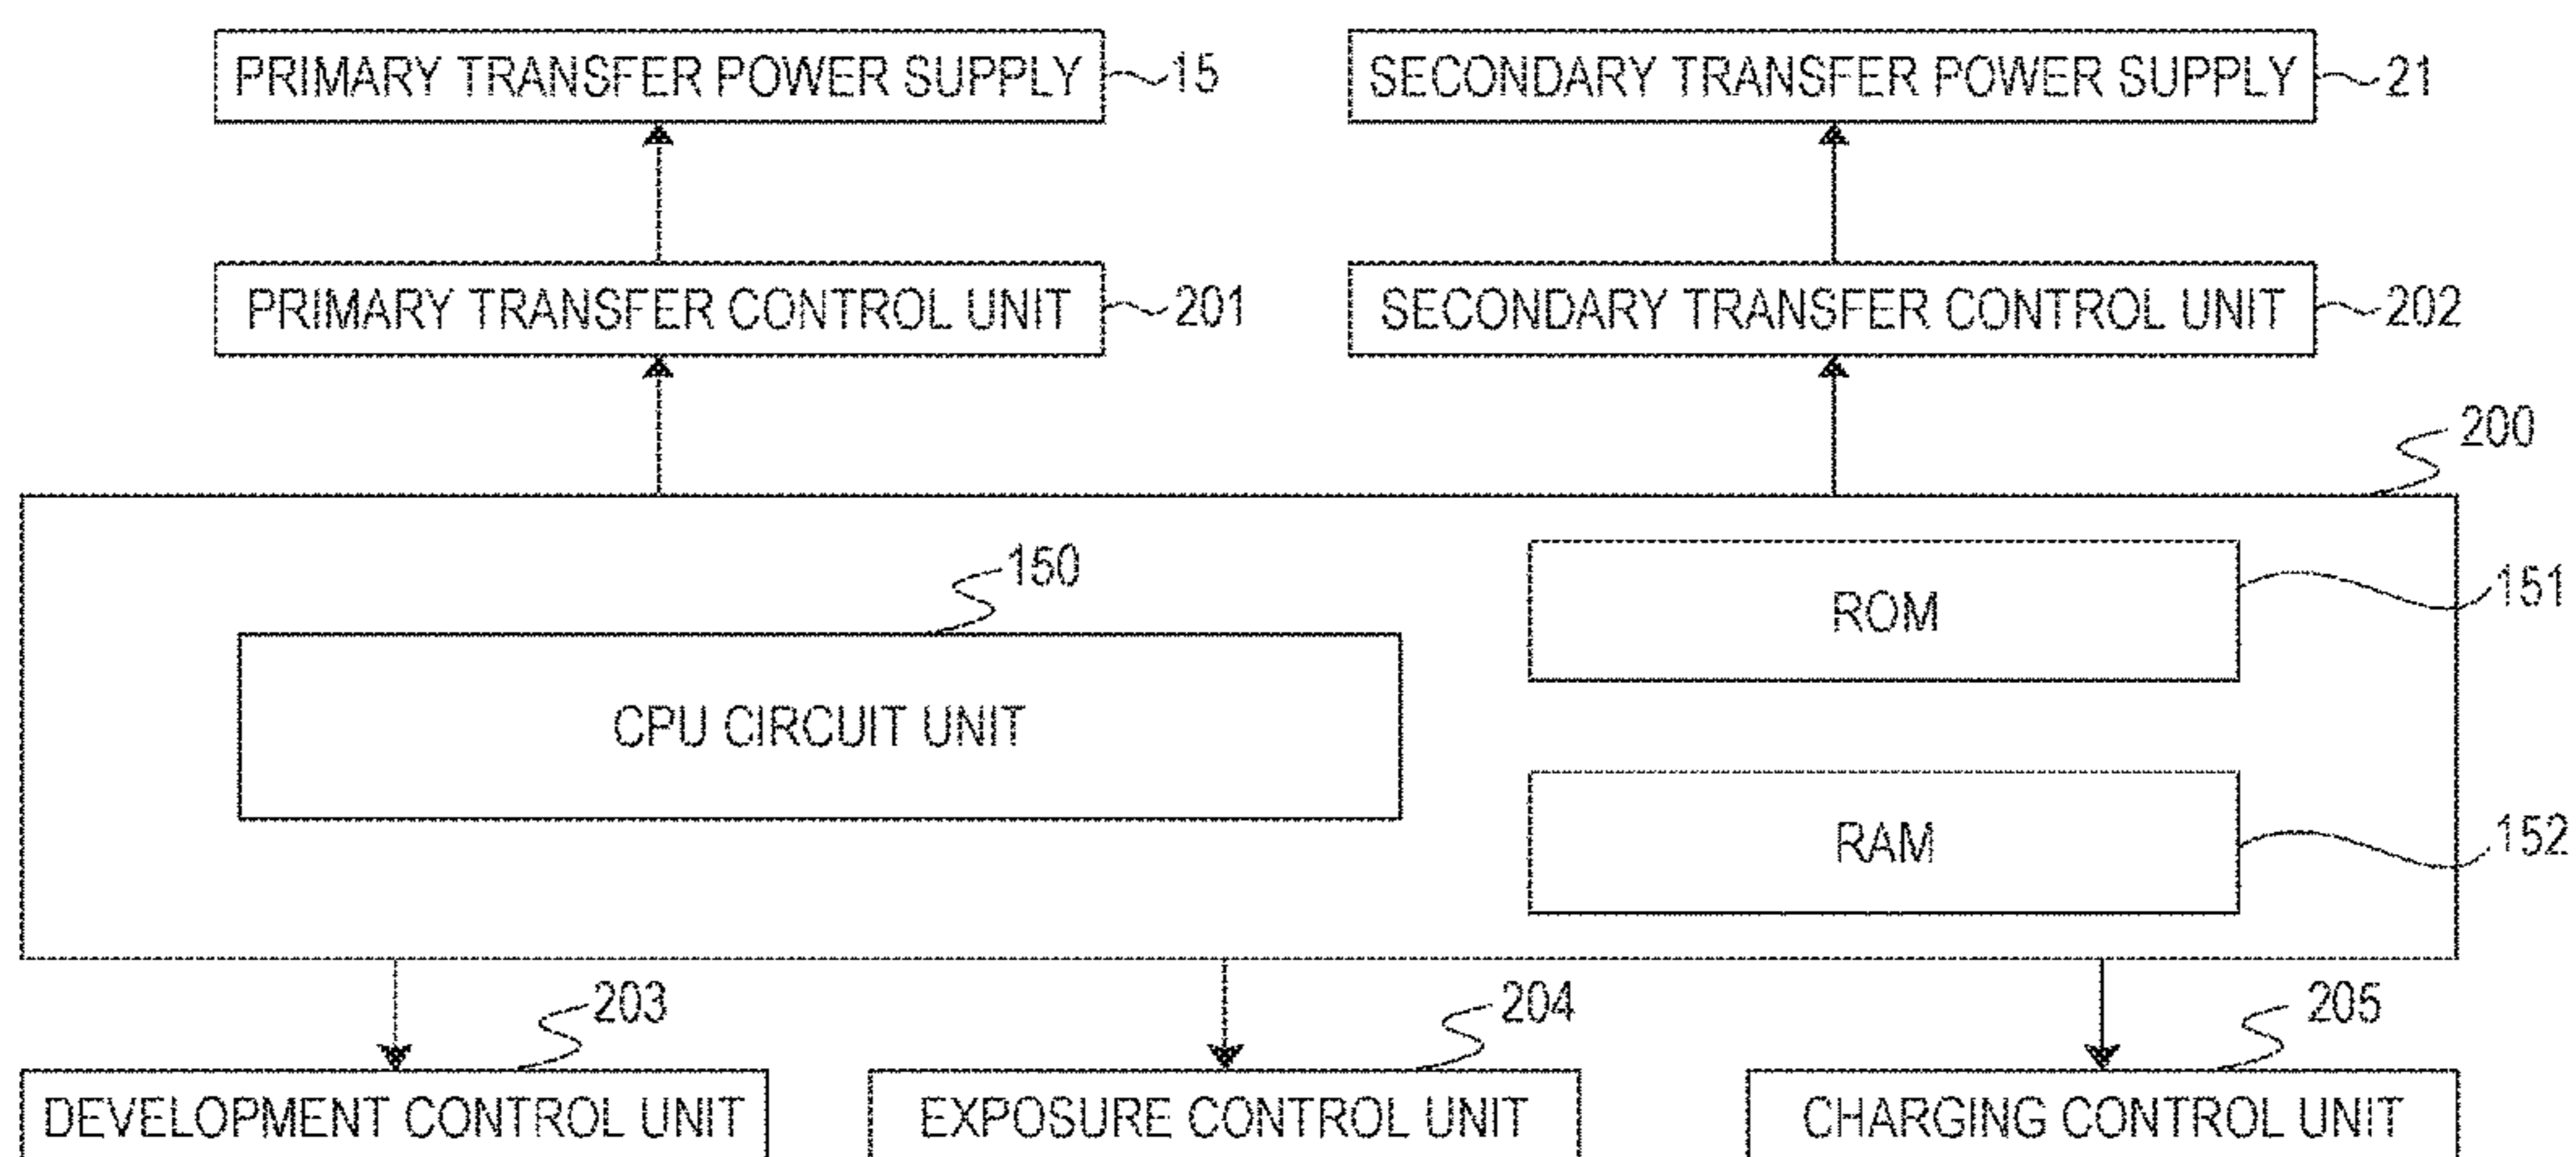 PRIMARY TRANSFER POWER SUPPLY 15
SECONDARY TRANSFER POWER SUPPLY 21
PRIMARY TRANSFER CONTROL UNIT 201
SECONDARY TRANSFER CONTROL UNIT 202
200
150
ROM 151
CPU CIRCUIT UNIT
RAM 152
203
204
205
DEVELOPMENT CONTROL UNIT
EXPOSURE CONTROL UNIT
CHARGING CONTROL UNIT